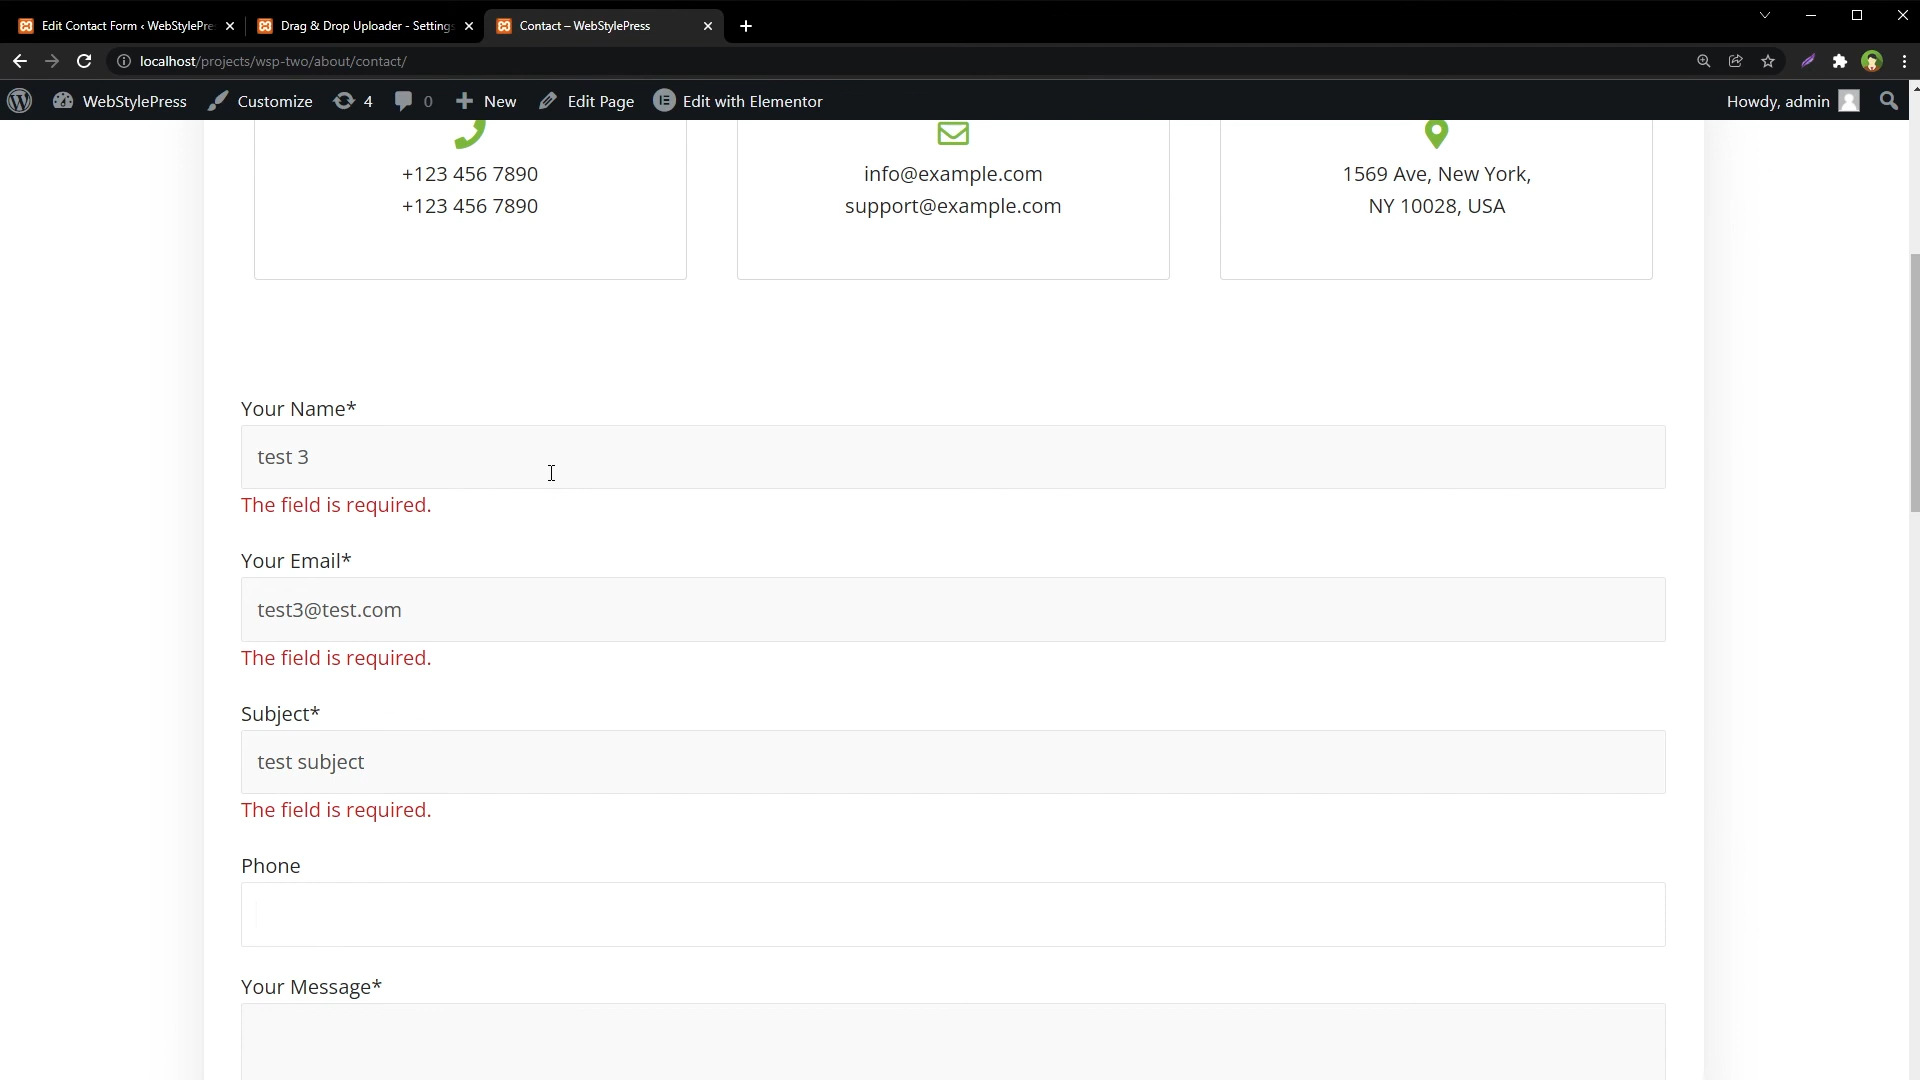 Edit Contact Form ‹ WebStylePre
Drag & Drop Uploader - Settings
Contact – WebStylePress
localhost/projects/wsp-two/about/contact/
WebStylePress
Customize
4
0
New
Edit Page
Edit with Elementor
Howdy, admin
+123 456 7890
+123 456 7890
info@example.com
support@example.com
1569 Ave, New York,
NY 10028, USA
Your Name*
test 3
The field is required.
Your Email*
test3@test.com
The field is required.
Subject*
test subject
The field is required.
Phone
Your Message*